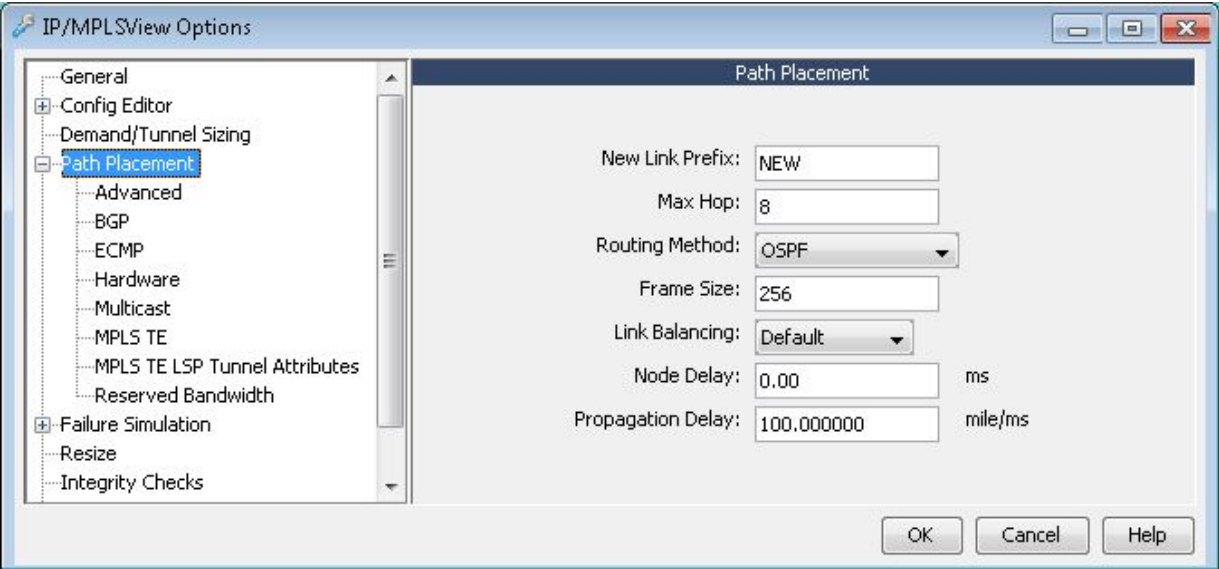 IP/MPLSView Options
General
Config Editor
Demand/Tunnel Sizing
Path Placement
Advanced
BGP
ECMP
Hardware
Multicast
MPLS TE
MPLS TE LSP Tunnel Attributes
Reserved Bandwidth
Failure Simulation
Resize
Integrity Checks
Path Placement
New Link Prefix: NEW
Max Hop: 8
Routing Method: OSPF
Frame Size: 256
Link Balancing: Default
Node Delay: 0.00 ms
Propagation Delay: 100.000000 mile/ms
OK Cancel Help